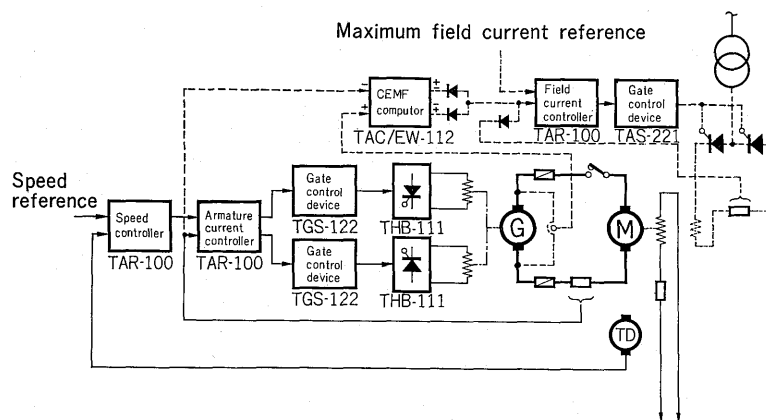 Maximum field current reference
CEMF
computor
TAC/EW-112
Field
current
controller
TAR-100
Gate
control
device
TAS-221
Speed
reference
Speed
controller
TAR-100
Armature
current
controller
TAR-100
Gate
control
device
TGS-122
THB-111
Gate
control
device
TGS-122
THB-111
G
M
TD